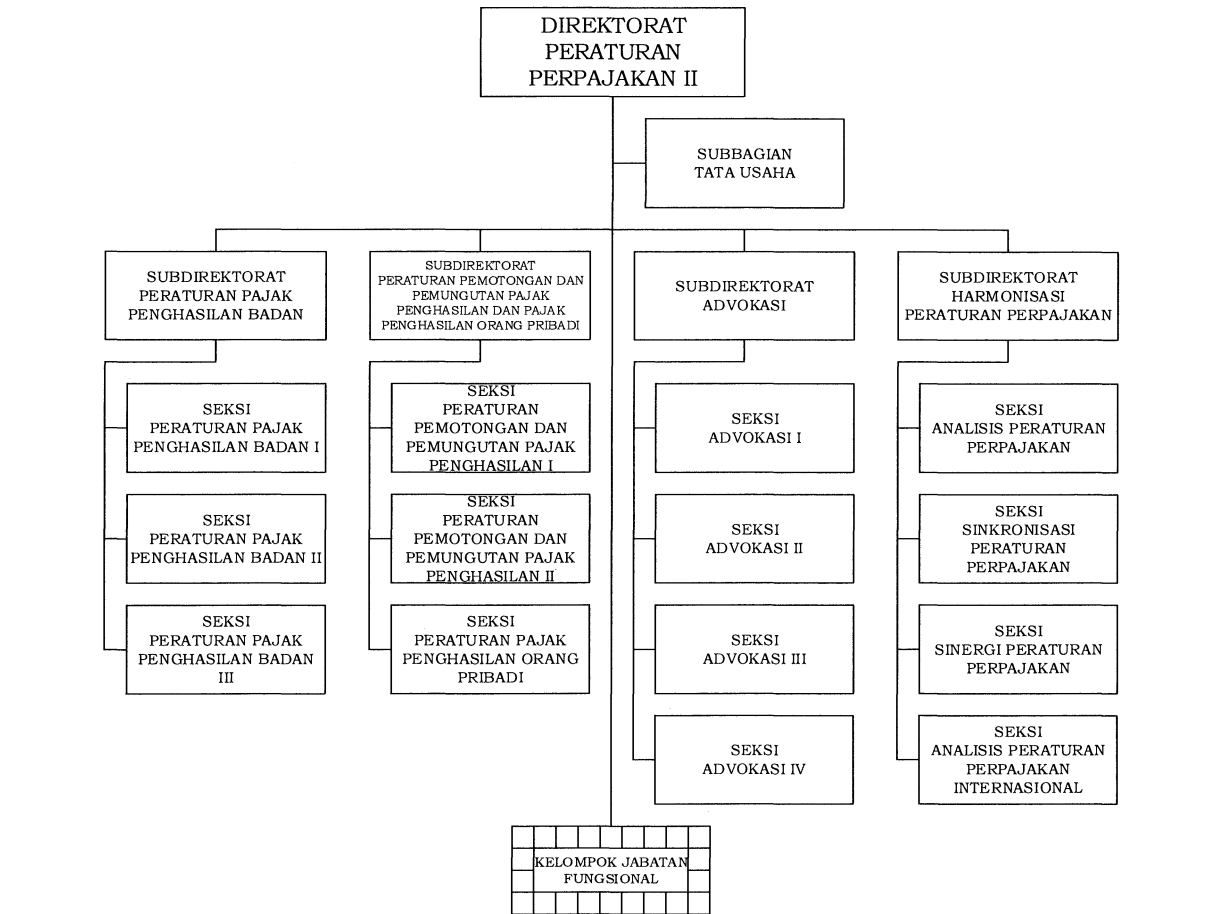 DIREKTORAT
PERATURAN
PERPAJAKAN II
SUBBAGIAN
TATA USAHA
SUBDIREKTORAT
PERATURAN PAJAK
PENGHASILAN BADAN
SUBDIREKTORAT
PERATURAN PEMOTONGAN DAN
PEMUNGUTAN PAJAK
PENGHASILAN DAN PAJAK
PENGHASILAN ORANG PRIBADI
SUBDIREKTORAT
ADVOKASI
SUBDIREKTORAT
HARMONISASI
PERATURAN PERPAJAKAN
SEKSI
PERATURAN PAJAK
PENGHASILAN BADAN I
SEKSI
PERATURAN
PEMOTONGAN DAN
PEMUNGUTAN PAJAK
PENGHASILAN I
SEKSI
ADVOKASI I
SEKSI
ANALISIS PERATURAN
PERPAJAKAN
SEKSI
PERATURAN PAJAK
PENGHASILAN BADAN II
SEKSI
PERATURAN
PEMOTONGAN DAN
PEMUNGUTAN PAJAK
PENGHASILAN II
SEKSI
ADVOKASI II
SEKSI
SINKRONISASI
PERATURAN
PERPAJAKAN
SEKSI
PERATURAN PAJAK
PENGHASILAN BADAN
III
SEKSI
PERATURAN PAJAK
PENGHASILAN ORANG
PRIBADI
SEKSI
ADVOKASI III
SEKSI
SINERGI PERATURAN
PERPAJAKAN
SEKSI
ADVOKASI IV
SEKSI
ANALISIS PERATURAN
PERPAJAKAN
INTERNASIONAL
KELOMPOK JABATAN
FUNGSIONAL